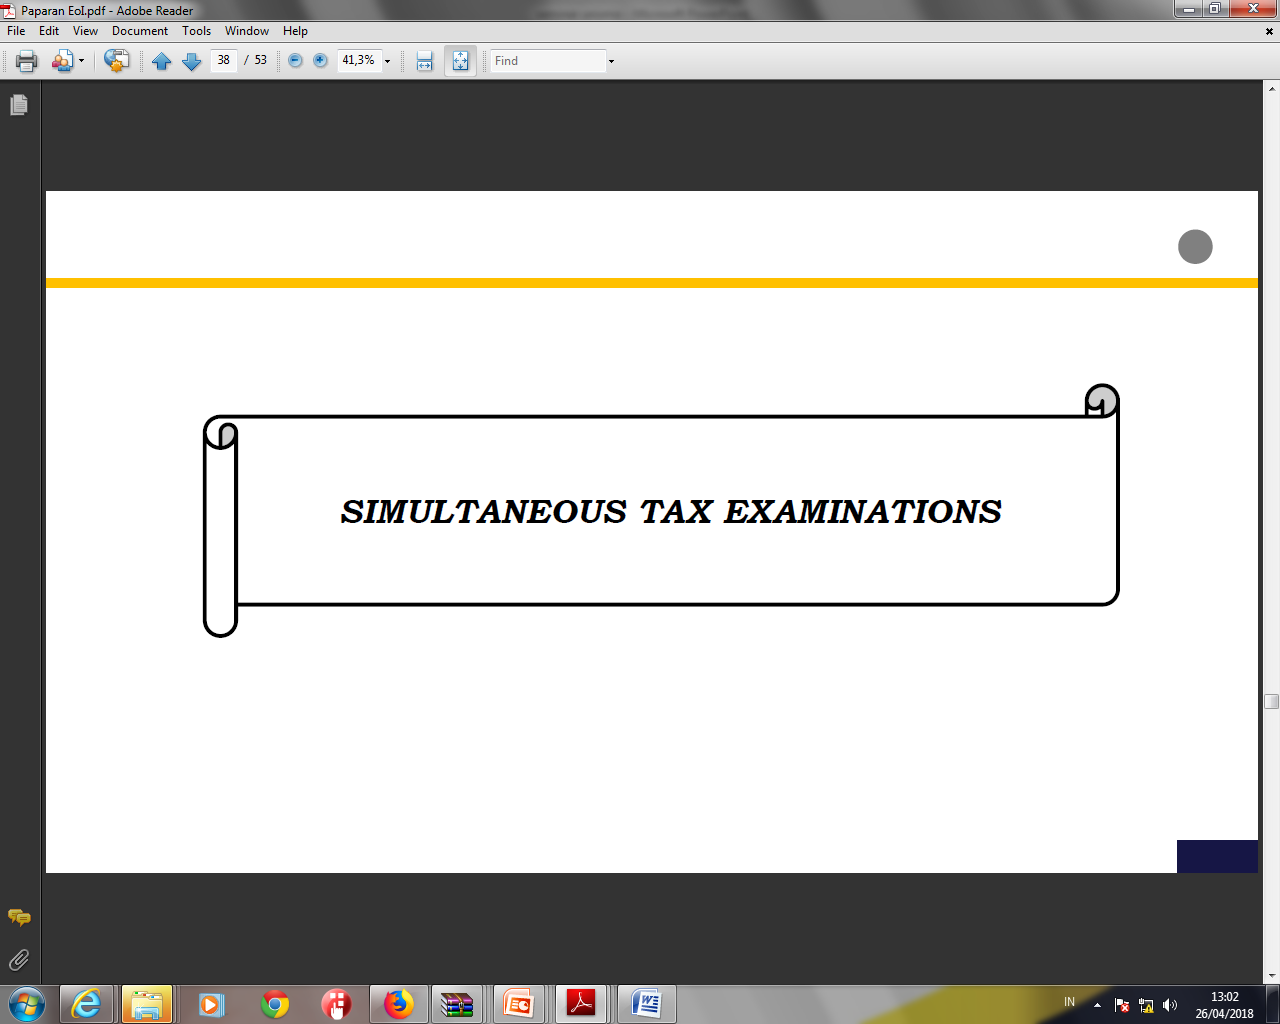 Paparan EoI.pdf - Adobe Reader
File Edit View Document Tools Window Help
38 / 53 41,3% Find
SIMULTANEOUS TAX EXAMINATIONS
IN 13:02
26/04/2018